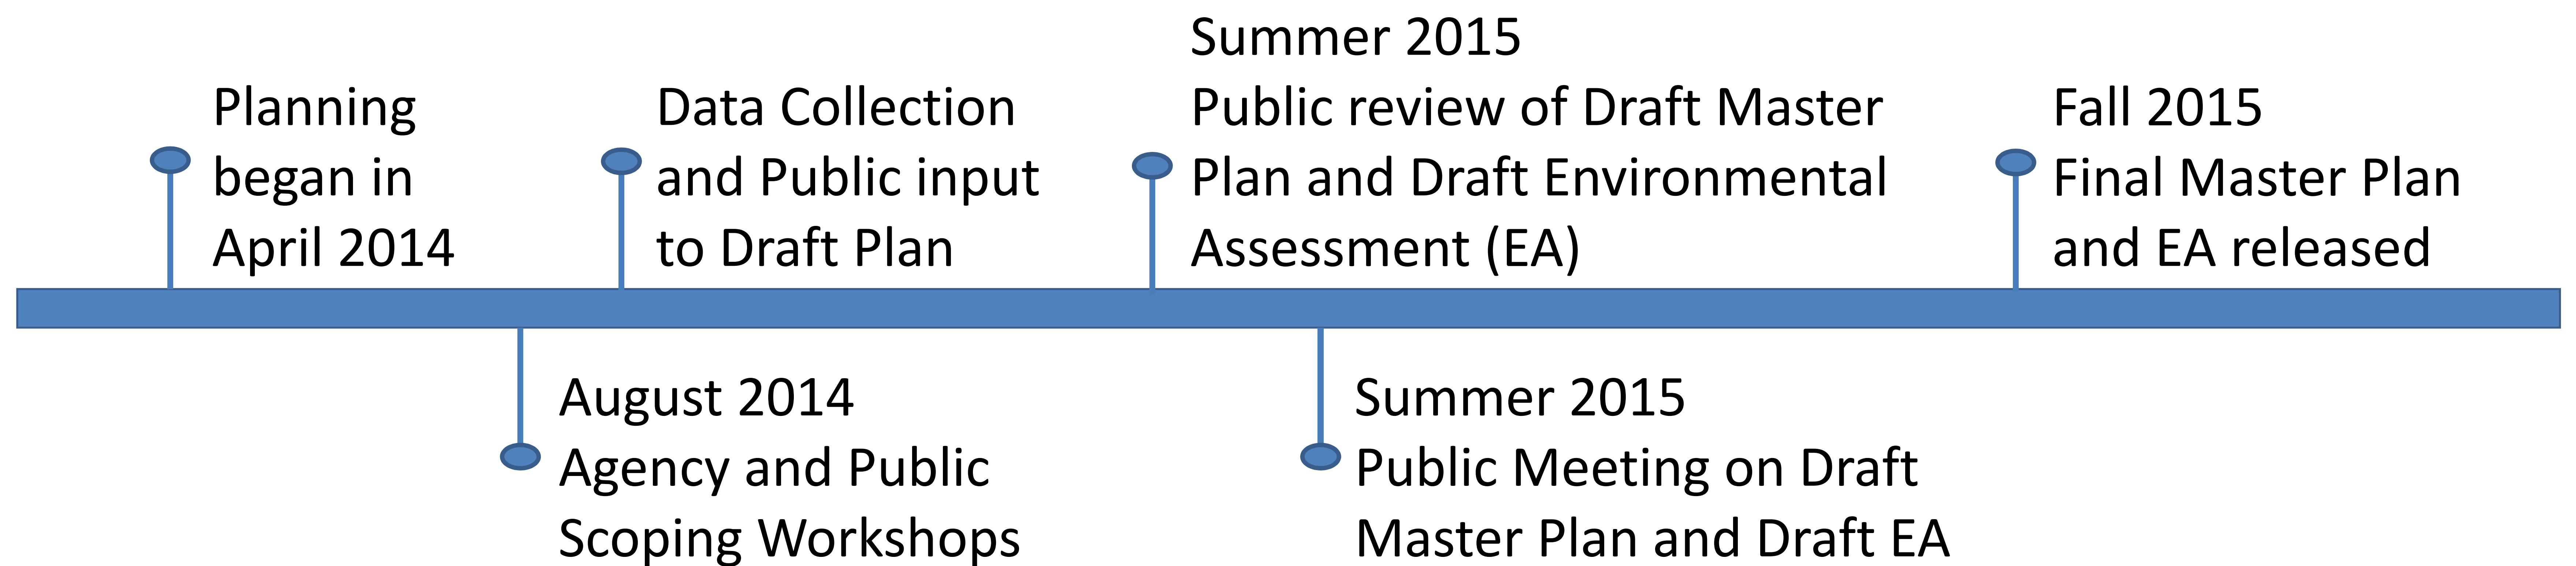 Planning
began in
April 2014
August 2014
Agency and Public
Scoping Workshops
Data Collection
and Public input
to Draft Plan
Summer 2015
Public review of Draft Master
Plan and Draft Environmental
Assessment (EA)
Summer 2015
Public Meeting on Draft
Master Plan and Draft EA
Fall 2015
Final Master Plan
and EA released